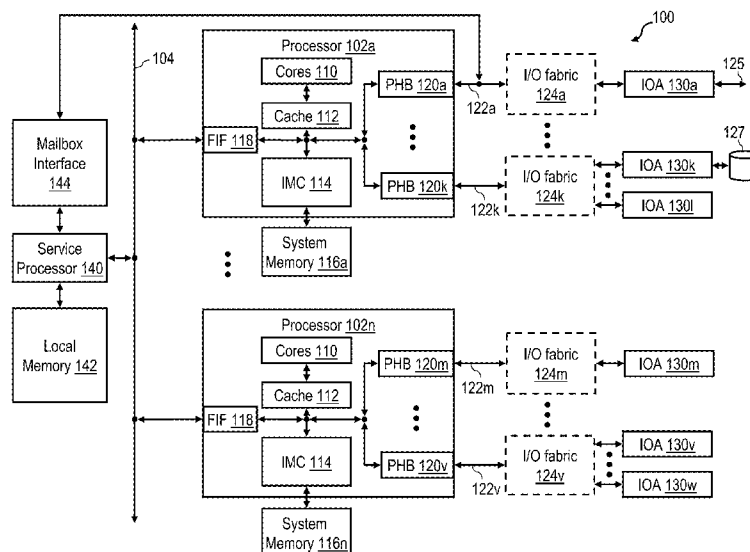 100
104
Processor 102a
Cores 110
Cache 112
FIF 118
IMC 114
PHB 120a
PHB 120k
122a
122k
I/O fabric
124a
I/O fabric
124k
IOA 130a
125
127
IOA 130k
IOA 130l
System
Memory 116a
Mailbox
Interface
144
Service
Processor 140
Local
Memory 142
Processor 102n
Cores 110
Cache 112
FIF 118
IMC 114
PHB 120m
PHB 120v
122m
122v
I/O fabric
124m
I/O fabric
124v
IOA 130m
IOA 130v
IOA 130w
System
Memory 116n